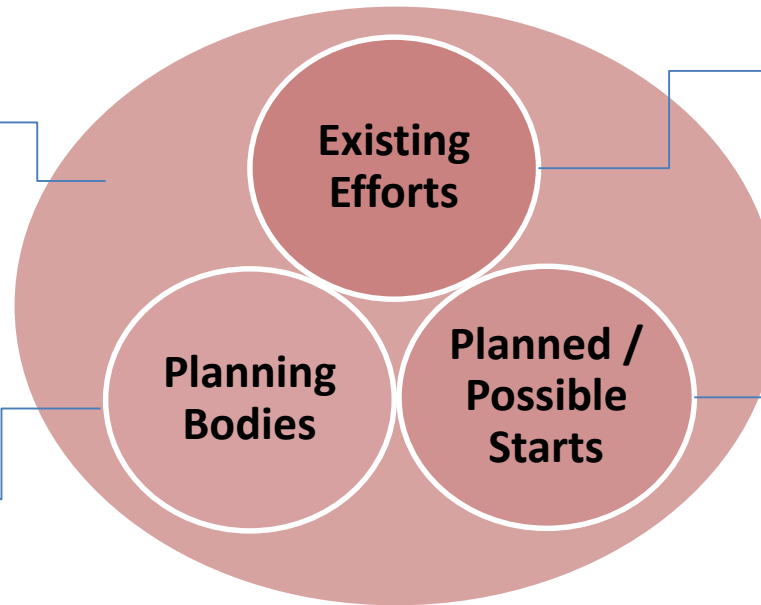 Existing
Efforts
Planning
Bodies
Planned /
Possible
Starts